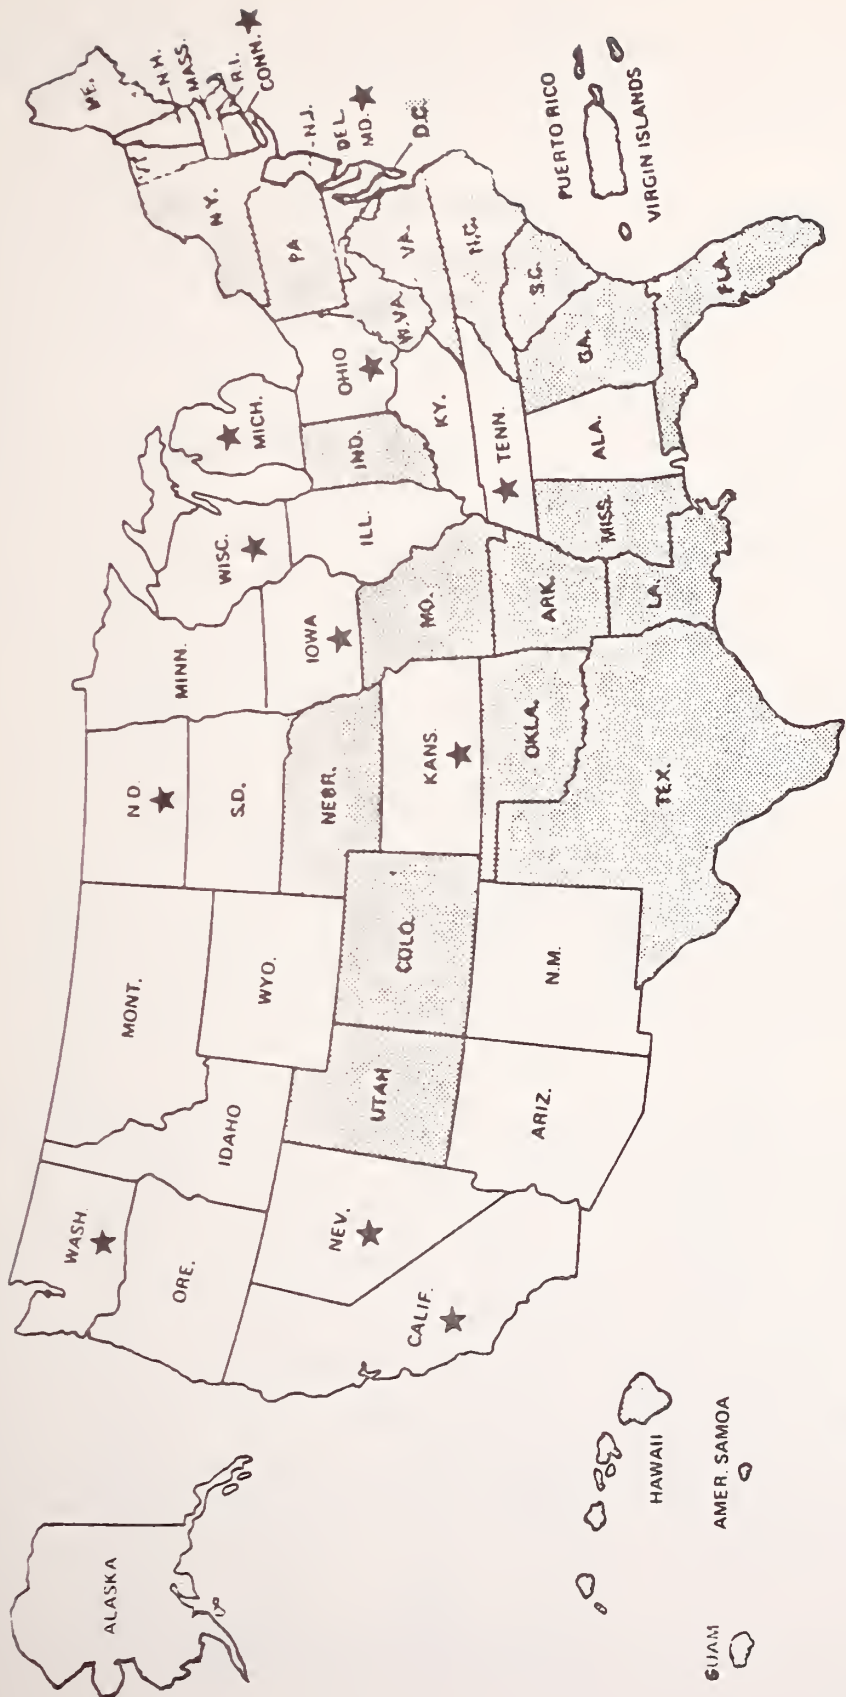 ALASKA
WASH.
ORE.
CALIF.
NEV.
IDAHO
MONT.
WYO.
UTAH
ARIZ.
COLO.
N.M.
N D.
S.D.
NEBR.
KANS.
OKLA.
TEX.
MINN.
IOWA
MO.
ARK.
LA.
WISC.
ILL.
MICH.
IND.
OHIO
KY.
TENN.
MISS.
ALA.
GA.
FLA.
S.C.
N.C.
VA.
W.VA.
PA
N.Y.
VT
ME.
N.H.
MASS.
R.I.
CONN.
N.J.
DEL
MD.
D.C.
PUERTO RICO
VIRGIN ISLANDS
HAWAII
AMER. SAMOA
GUAM